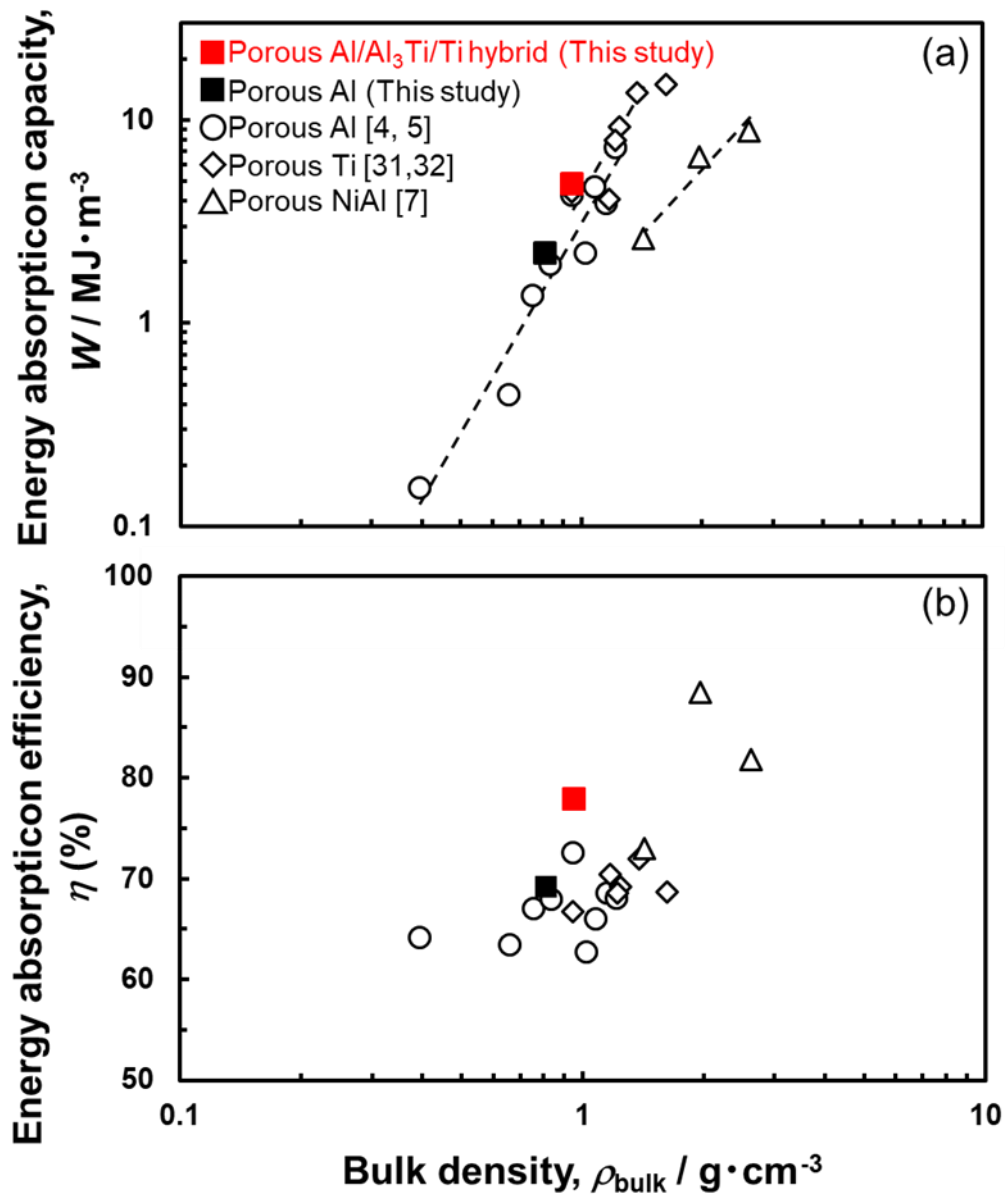 Energy absorpticon capacity,
W / MJ·m-3
(a)
Porous Al/Al3Ti/Ti hybrid (This study)
Porous Al (This study)
Porous Al [4, 5]
Porous Ti [31,32]
Porous NiAl [7]
10
1
0.1
Energy absorpticon efficiency,
η (%)
(b)
100
90
80
70
60
50
0.1
1
10
Bulk density, ρbulk / g·cm-3